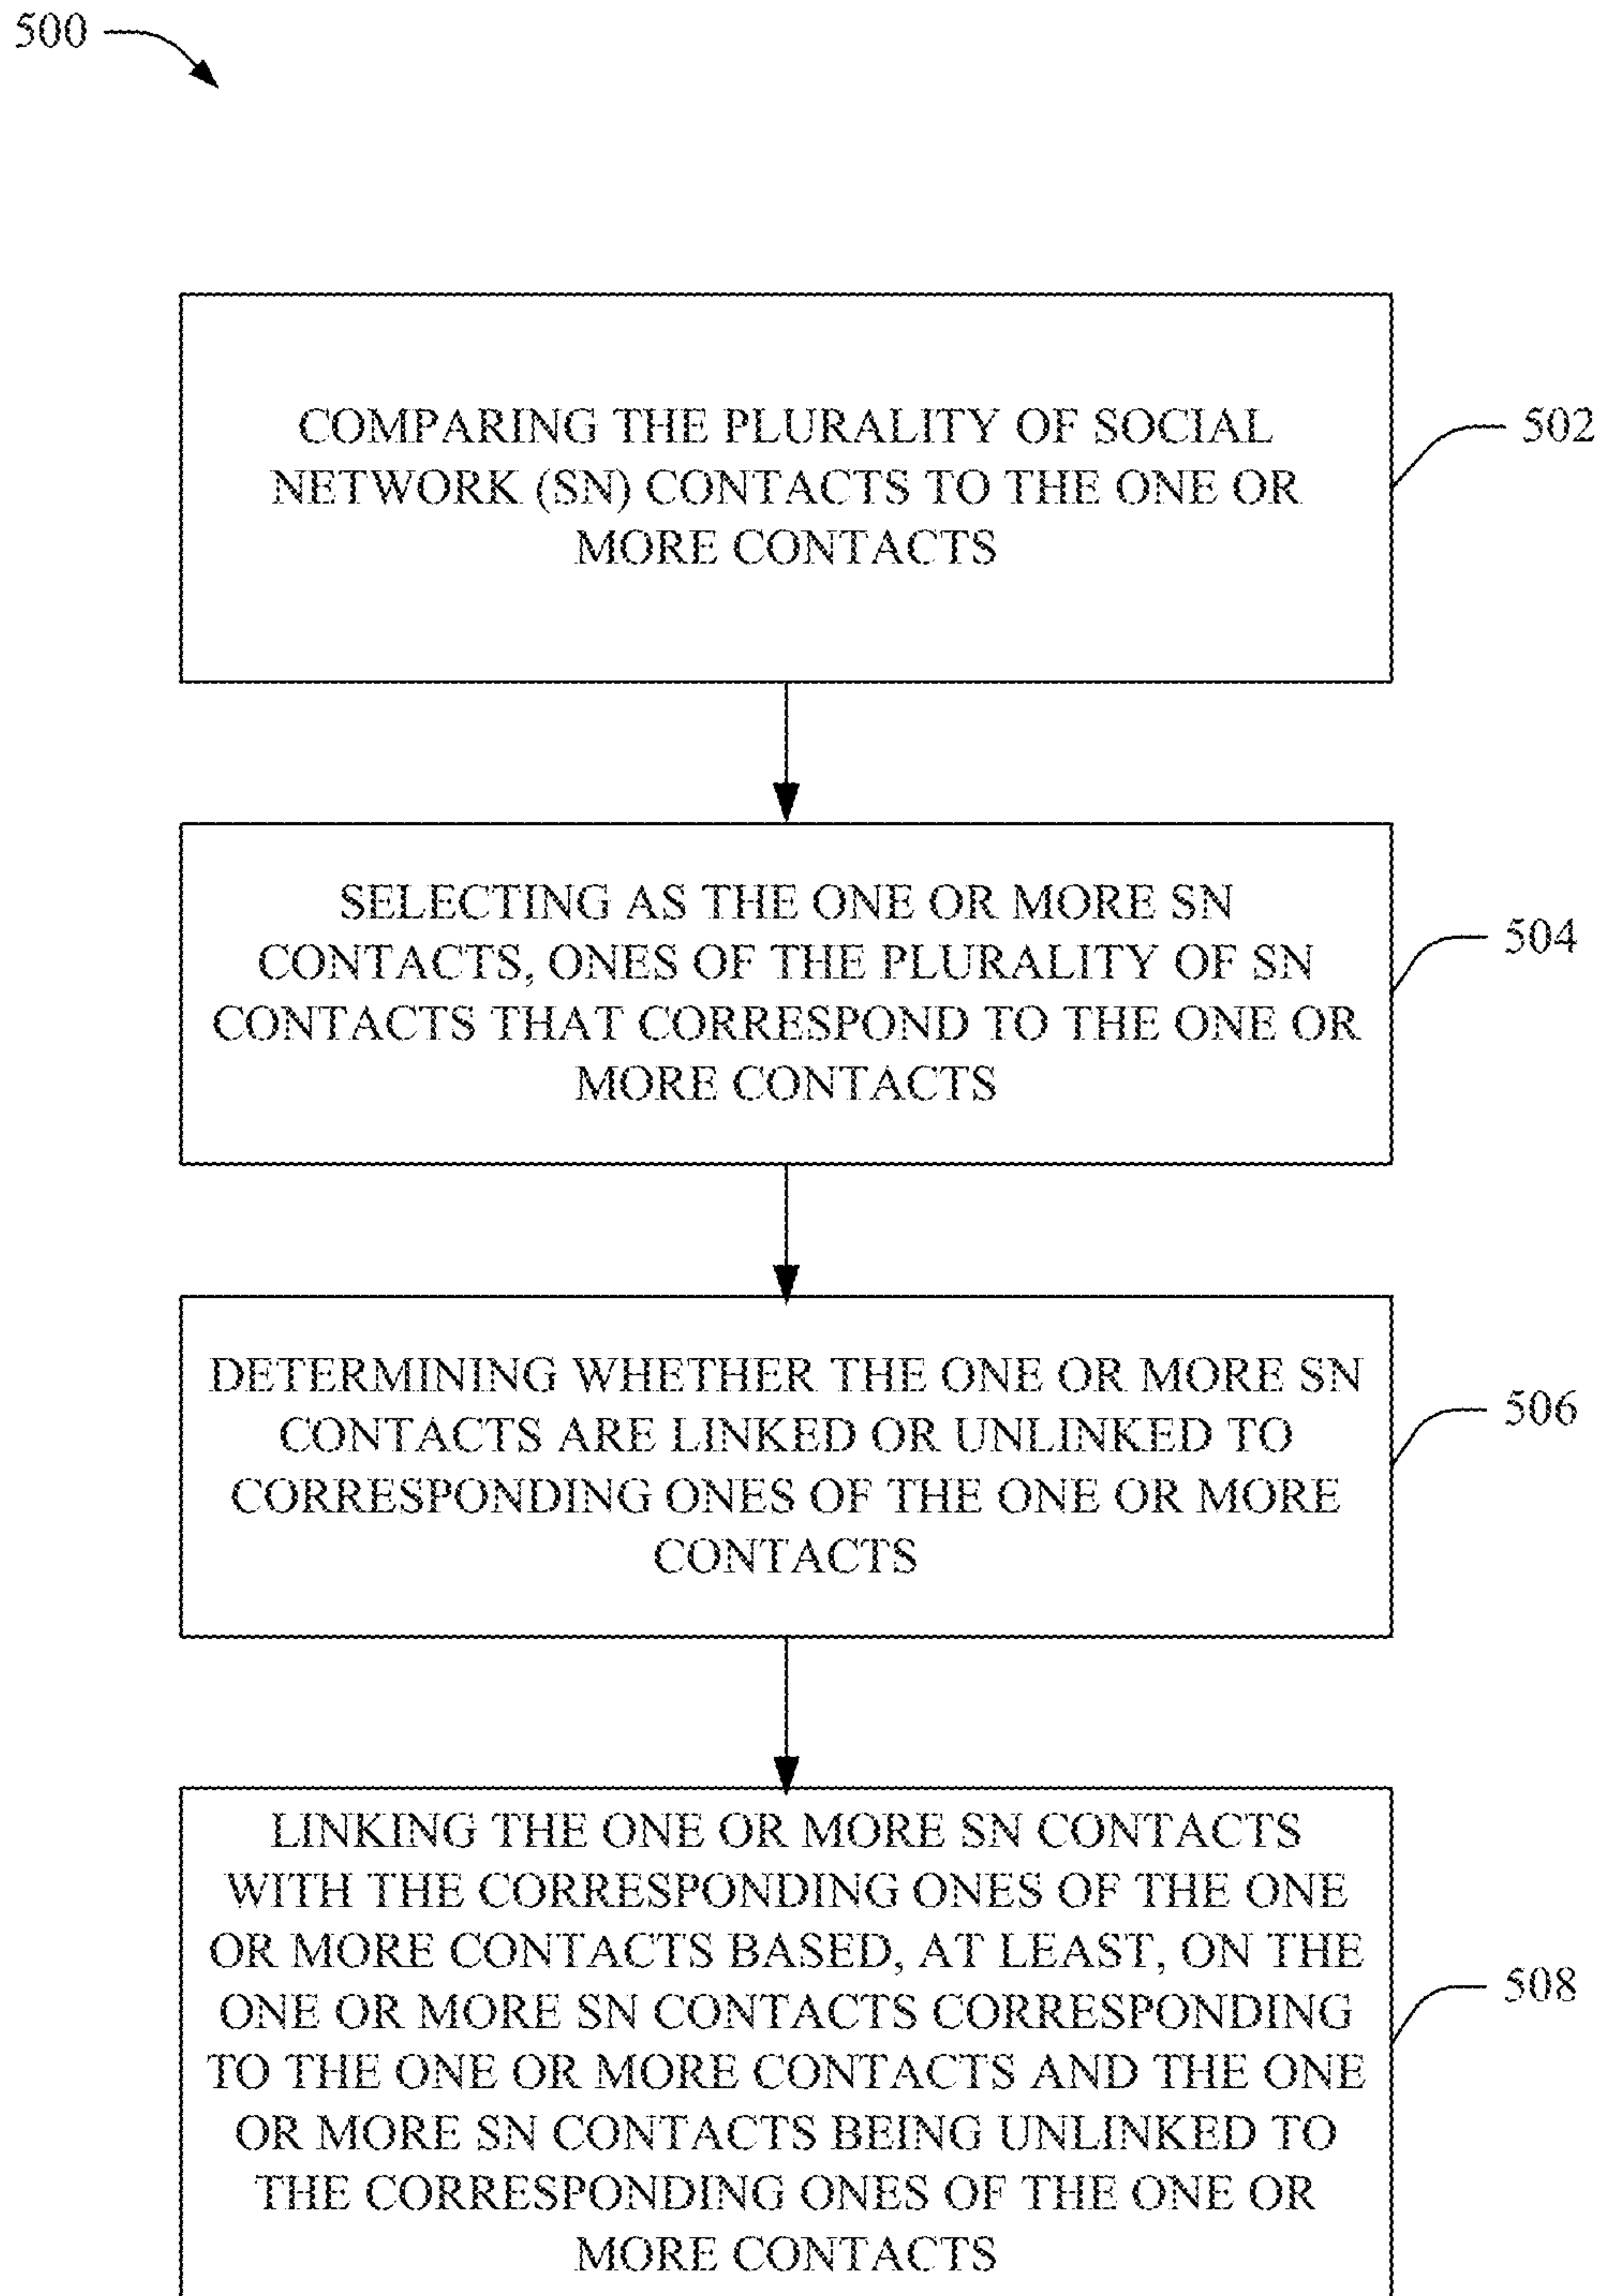 500
COMPARING THE PLURALITY OF SOCIAL
NETWORK (SN) CONTACTS TO THE ONE OR
MORE CONTACTS
502
SELECTING AS THE ONE OR MORE SN
CONTACTS, ONES OF THE PLURALITY OF SN
CONTACTS THAT CORRESPOND TO THE ONE OR
MORE CONTACTS
504
DETERMINING WHETHER THE ONE OR MORE SN
CONTACTS ARE LINKED OR UNLINKED TO
CORRESPONDING ONES OF THE ONE OR MORE
CONTACTS
506
LINKING THE ONE OR MORE SN CONTACTS
WITH THE CORRESPONDING ONES OF THE ONE
OR MORE CONTACTS BASED, AT LEAST, ON THE
ONE OR MORE SN CONTACTS CORRESPONDING
TO THE ONE OR MORE CONTACTS AND THE ONE
OR MORE SN CONTACTS BEING UNLINKED TO
THE CORRESPONDING ONES OF THE ONE OR
MORE CONTACTS
508